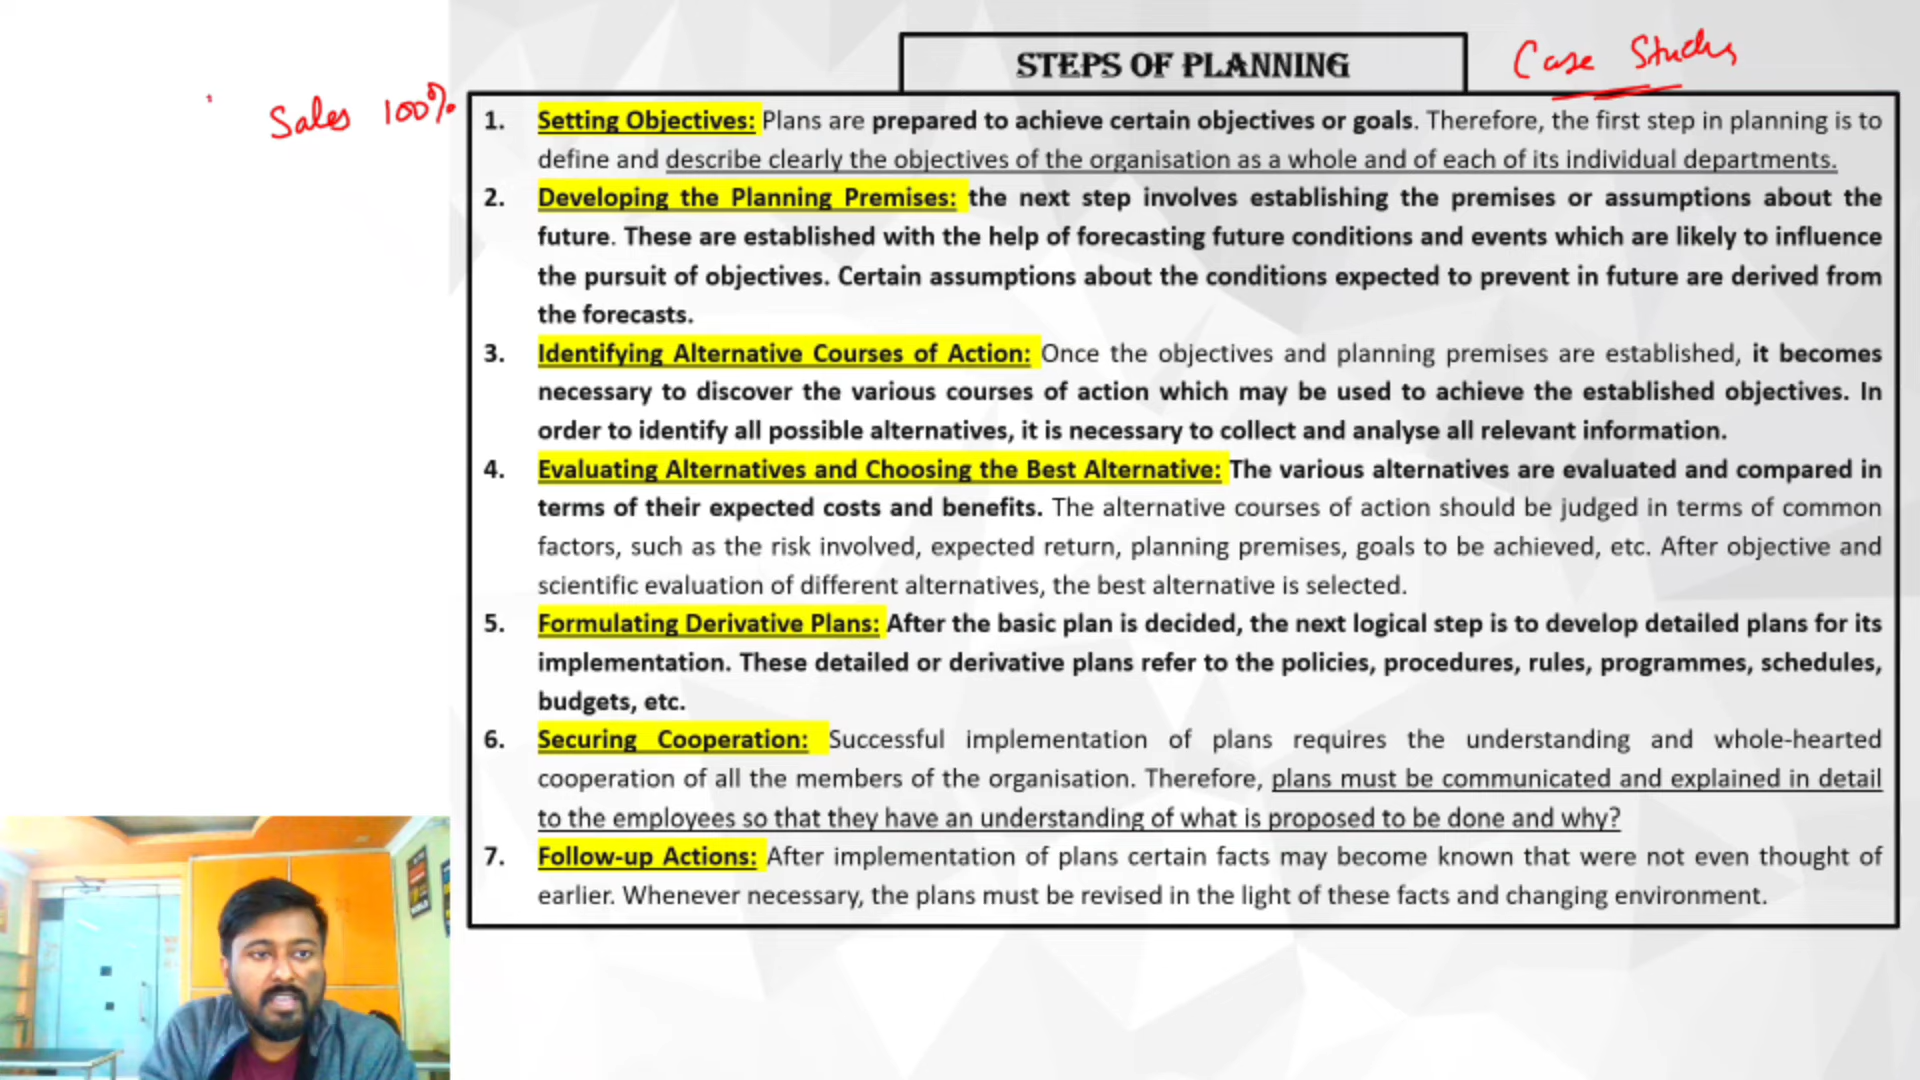 STEPS OF PLANNING
Case Study
Sales 100%
1. Setting Objectives: Plans are prepared to achieve certain objectives or goals. Therefore, the first step in planning is to
define and describe clearly the objectives of the organisation as a whole and of each of its individual departments.
2. Developing the Planning Premises: the next step involves establishing the premises or assumptions about the
future. These are established with the help of forecasting future conditions and events which are likely to influence
the pursuit of objectives. Certain assumptions about the conditions expected to prevent in future are derived from
the forecasts.
3. Identifying Alternative Courses of Action: Once the objectives and planning premises are established, it becomes
necessary to discover the various courses of action which may be used to achieve the established objectives. In
order to identify all possible alternatives, it is necessary to collect and analyse all relevant information.
4. Evaluating Alternatives and Choosing the Best Alternative: The various alternatives are evaluated and compared in
terms of their expected costs and benefits. The alternative courses of action should be judged in terms of common
factors, such as the risk involved, expected return, planning premises, goals to be achieved, etc. After objective and
scientific evaluation of different alternatives, the best alternative is selected.
5. Formulating Derivative Plans: After the basic plan is decided, the next logical step is to develop detailed plans for its
implementation. These detailed or derivative plans refer to the policies, procedures, rules, programmes, schedules,
budgets, etc.
6. Securing Cooperation: Successful implementation of plans requires the understanding and whole-hearted
cooperation of all the members of the organisation. Therefore, plans must be communicated and explained in detail
to the employees so that they have an understanding of what is proposed to be done and why?
7. Follow-up Actions: After implementation of plans certain facts may become known that were not even thought of
earlier. Whenever necessary, the plans must be revised in the light of these facts and changing environment.